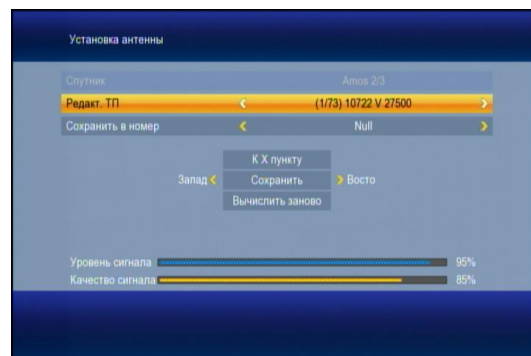 Установка антенны
Спутник Amos 2/3
Редакт. ТП (1/73) 10722 V 27500
Сохранить в номер Null
К X пункту
Запад Сохранить Восто
Вычислить заново
Уровень сигнала 95%
Качество сигнала 85%